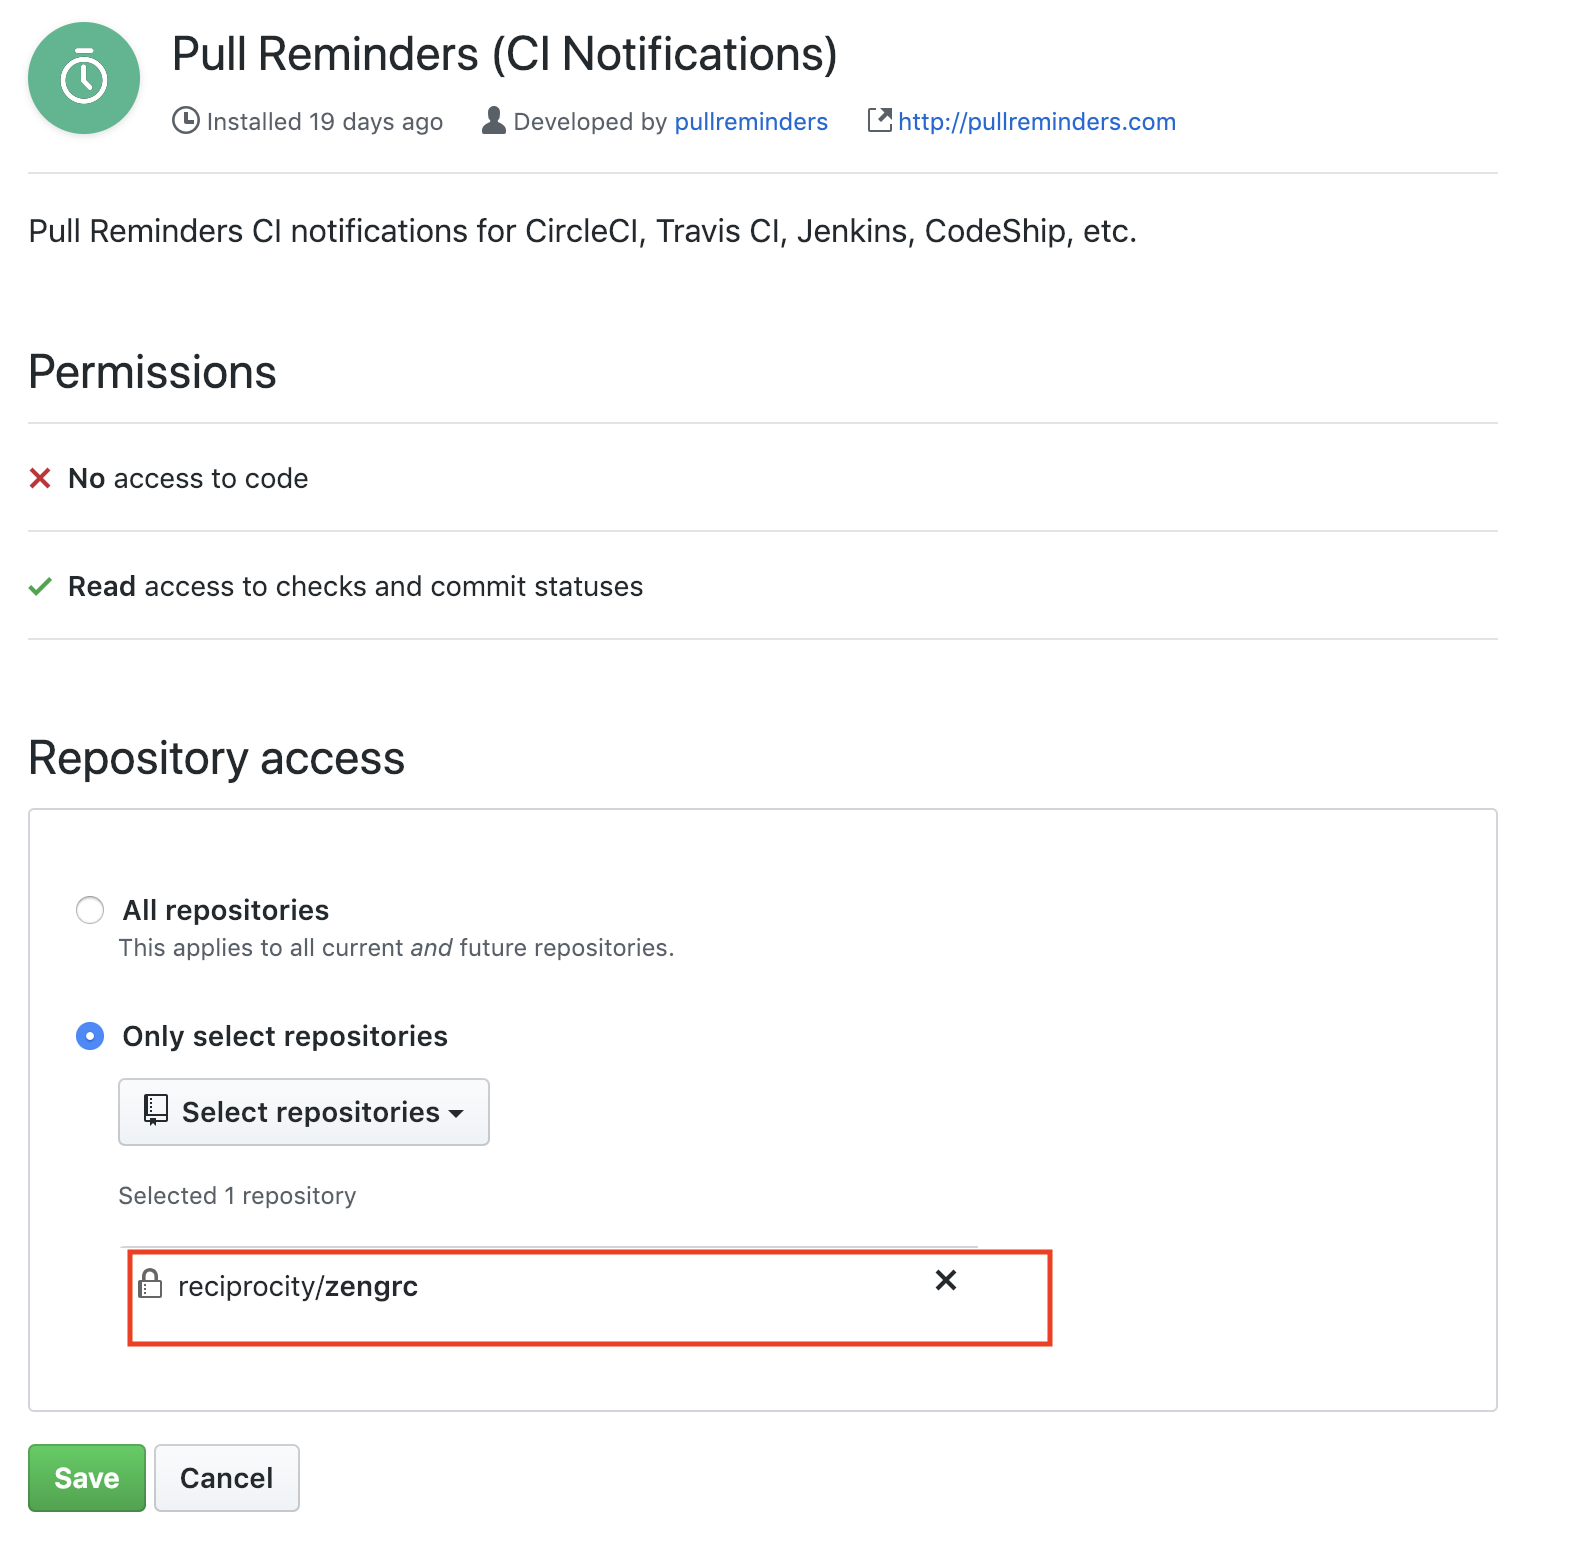 Pull Reminders (CI Notifications)
Installed 19 days ago Developed by pullreminders http://pullreminders.com
Pull Reminders CI notifications for CircleCI, Travis CI, Jenkins, CodeShip, etc.
Permissions
No access to code
Read access to checks and commit statuses
Repository access
All repositories
This applies to all current and future repositories.
Only select repositories
Select repositories
Selected 1 repository
reciprocity/zengrc
Save Cancel